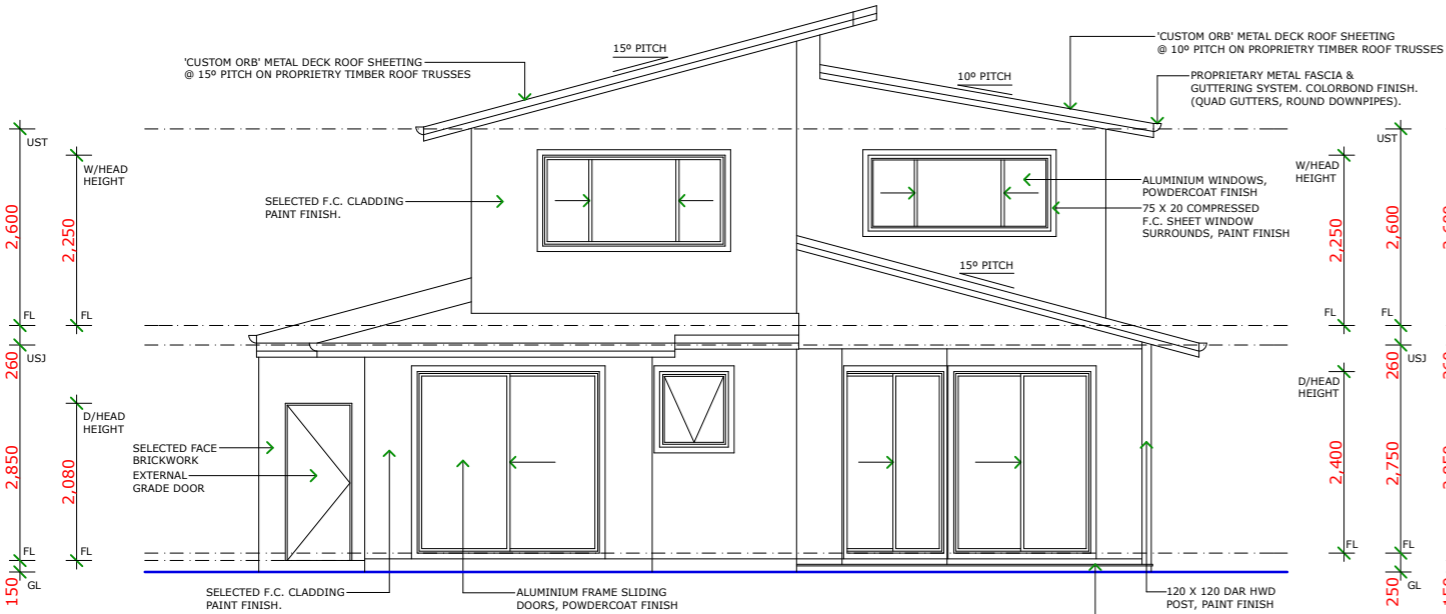 15º PITCH
'CUSTOM ORB' METAL DECK ROOF SHEETING
@ 15º PITCH ON PROPRIETRY TIMBER ROOF TRUSSES
'CUSTOM ORB' METAL DECK ROOF SHEETING
@ 10º PITCH ON PROPRIETRY TIMBER ROOF TRUSSES
10º PITCH
PROPRIETARY METAL FASCIA &
GUTTERING SYSTEM. COLORBOND FINISH.
(QUAD GUTTERS, ROUND DOWNPIPES).
UST
W/HEAD
HEIGHT
2,600
2,250
FL
FL
SELECTED F.C. CLADDING
PAINT FINISH.
ALUMINIUM WINDOWS,
POWDERCOAT FINISH
75 X 20 COMPRESSED
F.C. SHEET WINDOW
SURROUNDS, PAINT FINISH
15º PITCH
UST
W/HEAD
HEIGHT
2,250
2,600
FL
FL
260
USJ
D/HEAD
HEIGHT
2,850
2,080
SELECTED FACE
BRICKWORK
EXTERNAL
GRADE DOOR
FL
FL
150
GL
260
USJ
D/HEAD
HEIGHT
2,400
2,750
FL
FL
250
GL
SELECTED F.C. CLADDING
PAINT FINISH.
ALUMINIUM FRAME SLIDING
DOORS, POWDERCOAT FINISH
120 X 120 DAR HWD
POST, PAINT FINISH